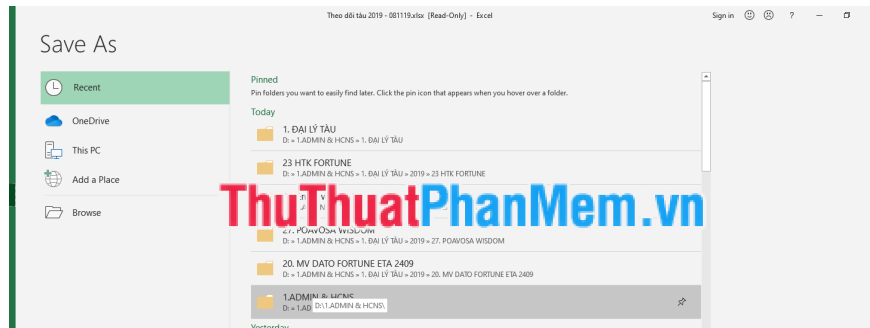 Theo dõi tàu 2019 - 081119.xlsx [Read-Only] - Excel
Sign in
?
Save As
Recent
OneDrive
This PC
Add a Place
Browse
Pinned
Pin folders you want to easily find later. Click the pin icon that appears when you hover over a folder.
Today
1. ĐẠI LÝ TÀU
D: » 1.ADMIN & HCNS » 1. ĐẠI LÝ TÀU
23 HTK FORTUNE
D: » 1.ADMIN & HCNS » 1. ĐẠI LÝ TÀU » 2019 » 23 HTK FORTUNE
ThuThuatPhanMem.vn
27. POAVOSA WISDOM
D: » 1.ADMIN & HCNS » 1. ĐẠI LÝ TÀU » 2019 » 27. POAVOSA WISDOM
20. MV DATO FORTUNE ETA 2409
D: » 1.ADMIN & HCNS » 1. ĐẠI LÝ TÀU » 2019 » 20. MV DATO FORTUNE ETA 2409
1.ADMIN & HCNS
D: » 1.AD
D:\1.ADMIN & HCNS\
Yesterday